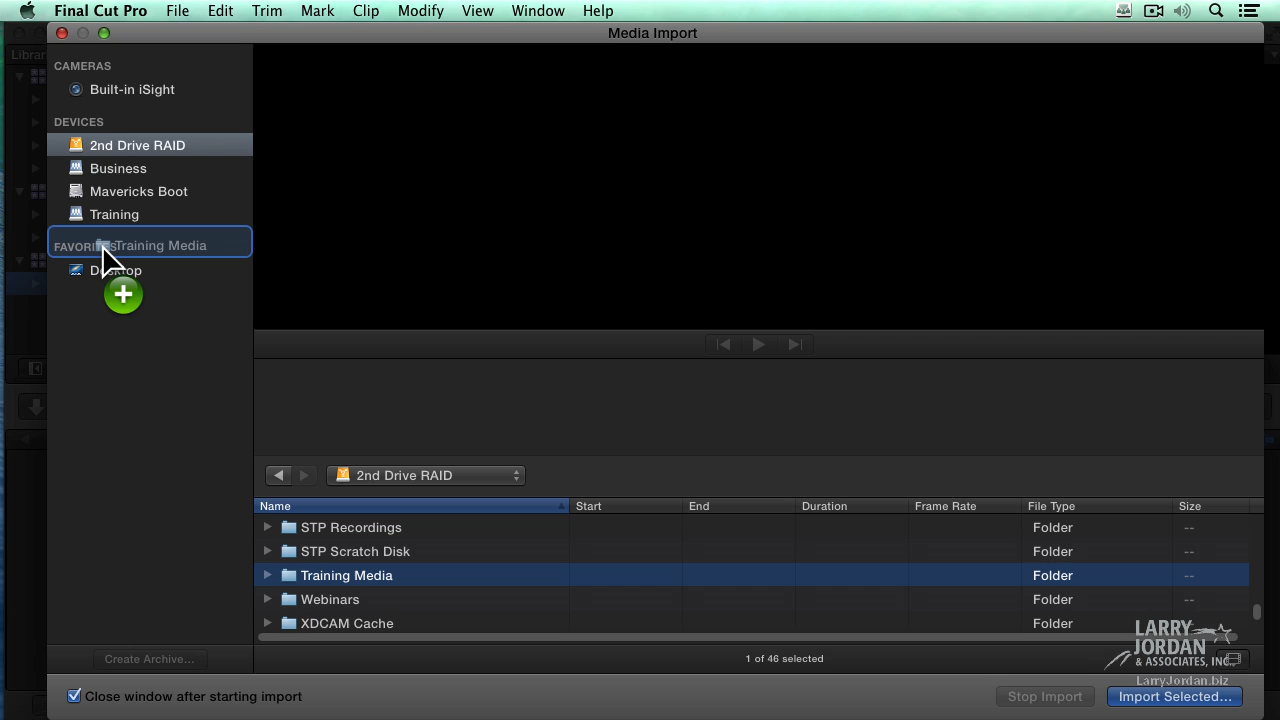 Final Cut Pro File Edit Trim Mark Clip Modify View Window Help
Media Import
Librar
CAMERAS
Built-in iSight
DEVICES
2nd Drive RAID
Business
Mavericks Boot
Training
FAVORITES Training Media
Desktop
2nd Drive RAID
Name Start End Duration Frame Rate File Type Size
STP Recordings Folder --
STP Scratch Disk Folder --
Training Media Folder --
Webinars Folder --
XDCAM Cache Folder --
LARRY
JORDAN
& ASSOCIATES, INC.
LarryJordan.biz
Create Archive...
1 of 46 selected
Close window after starting import
Stop Import Import Selected...